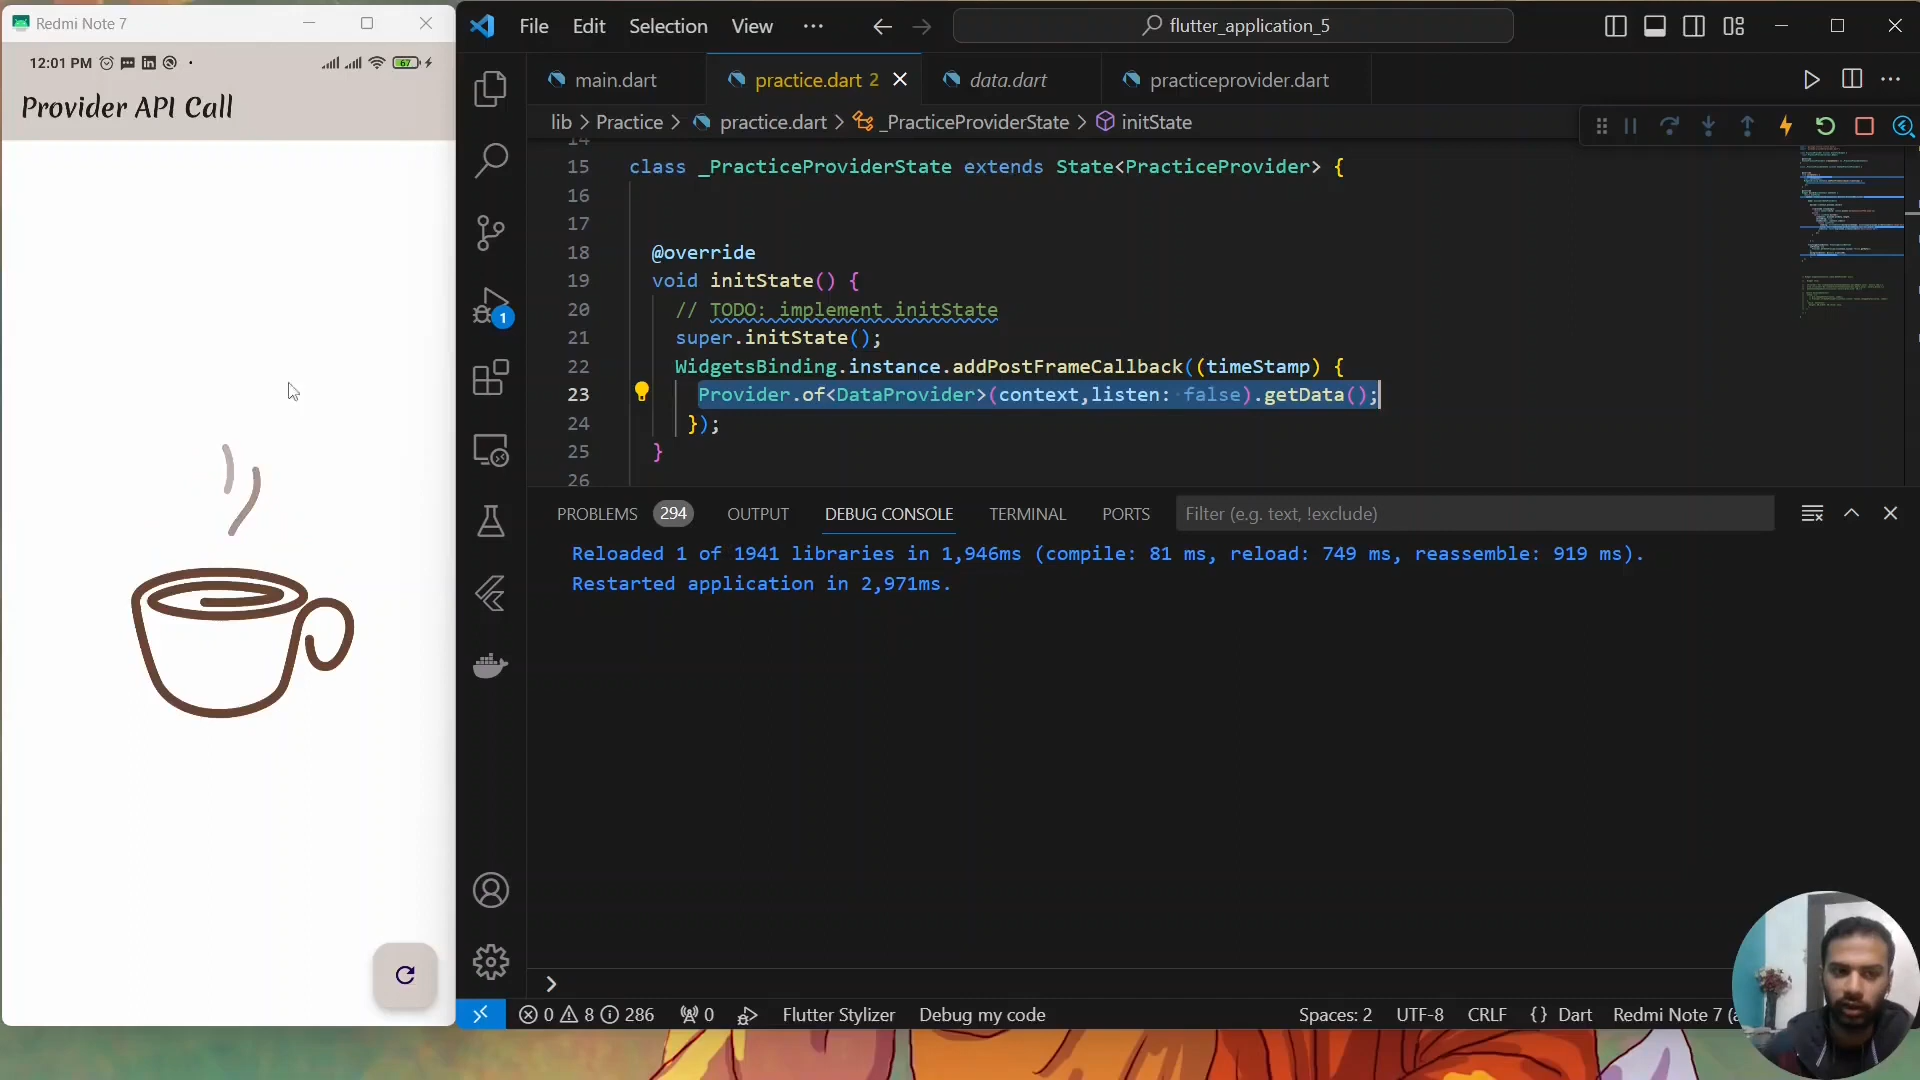 Redmi Note 7
12:01 PM
67
Provider API Call
File Edit Selection View ···
flutter_application_5
main.dart
practice.dart 2
data.dart
practiceprovider.dart
lib > Practice > practice.dart > _PracticeProviderState > initState
14
15 class _PracticeProviderState extends State<PracticeProvider> {
16
17
18 @override
19 void initState() {
20 // TODO: implement initState
21 super.initState();
22 WidgetsBinding.instance.addPostFrameCallback((timeStamp) {
23 Provider.of<DataProvider>(context,listen: false).getData();
24 });
25 }
26
1
PROBLEMS 294 OUTPUT DEBUG CONSOLE TERMINAL PORTS Filter (e.g. text, !exclude)
Reloaded 1 of 1941 libraries in 1,946ms (compile: 81 ms, reload: 749 ms, reassemble: 919 ms).
Restarted application in 2,971ms.
>
0 8 286 0 Flutter Stylizer Debug my code Spaces: 2 UTF-8 CRLF {} Dart Redmi Note 7 (a